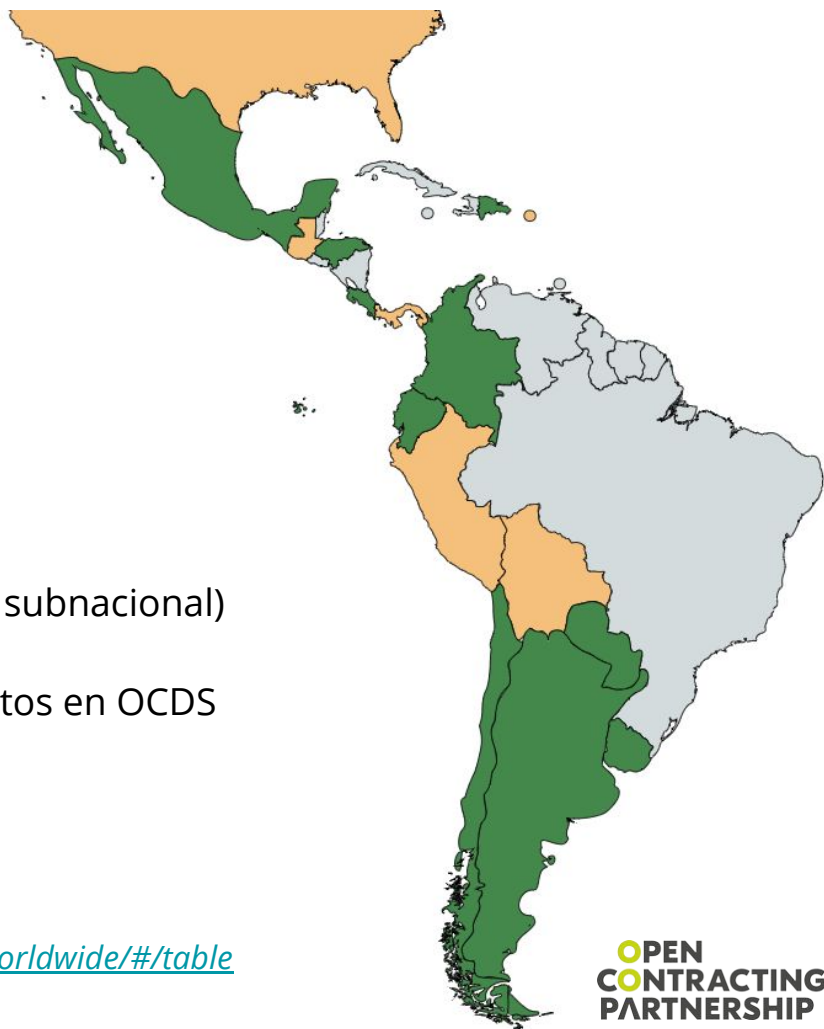 subnacional)
tos en OCDS
orldwide/#/table
OPEN
CONTRACTING
PARTNERSHIP